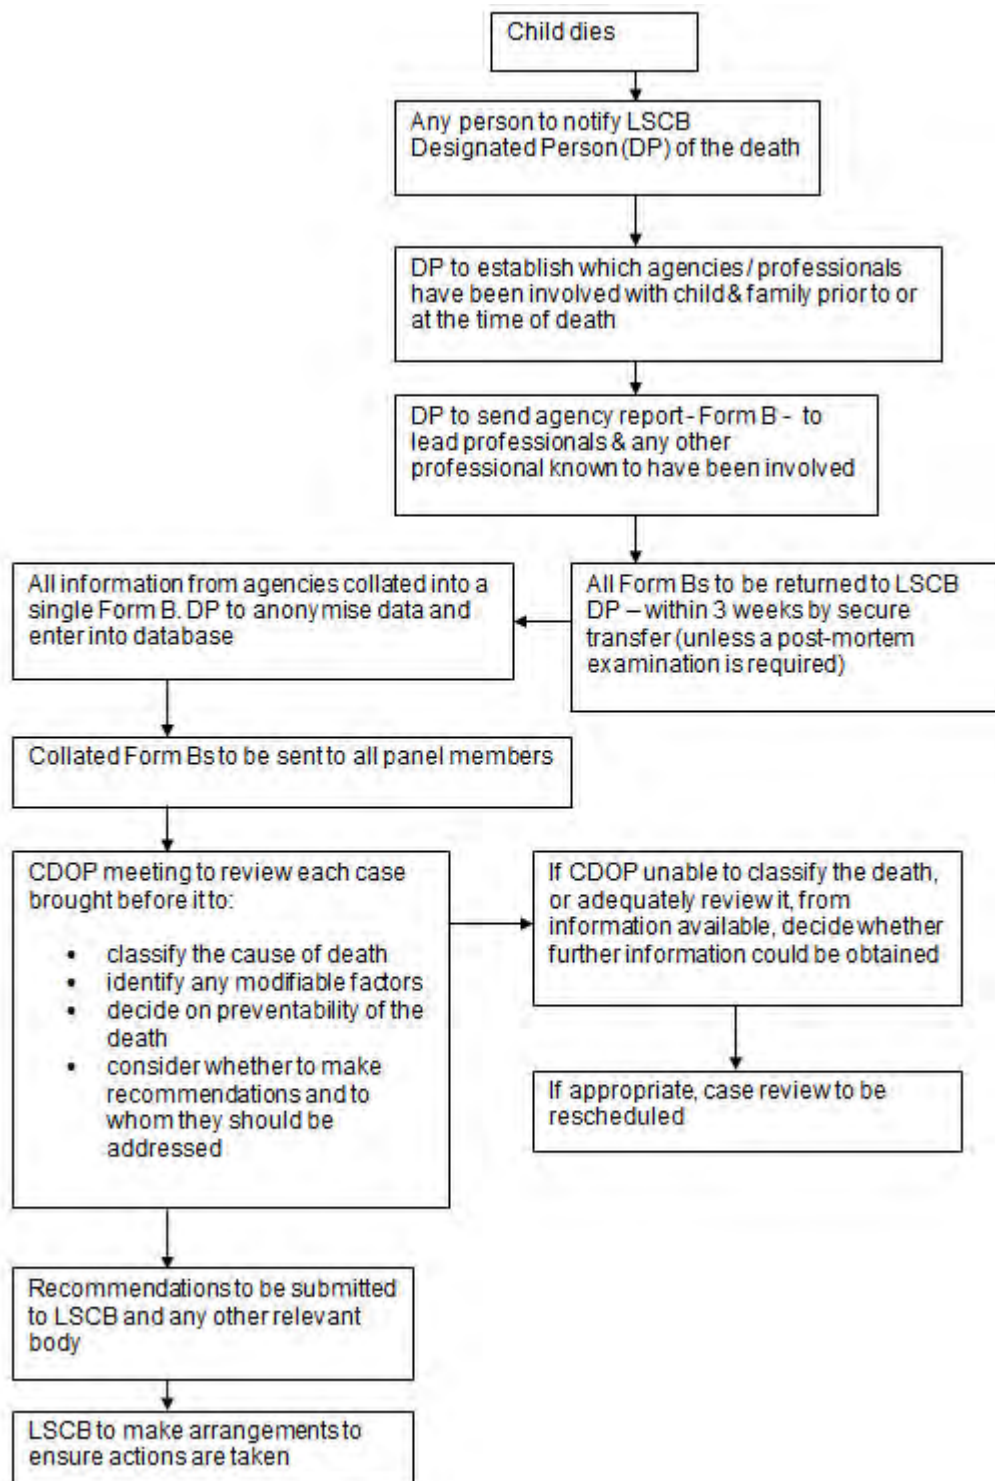 Child dies
Any person to notify LSCB
Designated Person (DP) of the death
DP to establish which agencies / professionals
have been involved with child & family prior to or
at the time of death
DP to send agency report - Form B - to
lead professionals & any other
professional known to have been involved
All Form Bs to be returned to LSCB
DP – within 3 weeks by secure
transfer (unless a post-mortem
examination is required)
All information from agencies collated into a
single Form B. DP to anonymise data and
enter into database
Collated Form Bs to be sent to all panel members
CDOP meeting to review each case
brought before it to:
• classify the cause of death
• identify any modifiable factors
• decide on preventability of the
death
• consider whether to make
recommendations and to
whom they should be
addressed
If CDOP unable to classify the death,
or adequately review it, from
information available, decide whether
further information could be obtained
If appropriate, case review to be
rescheduled
Recommendations to be submitted
to LSCB and any other relevant
body
LSCB to make arrangements to
ensure actions are taken